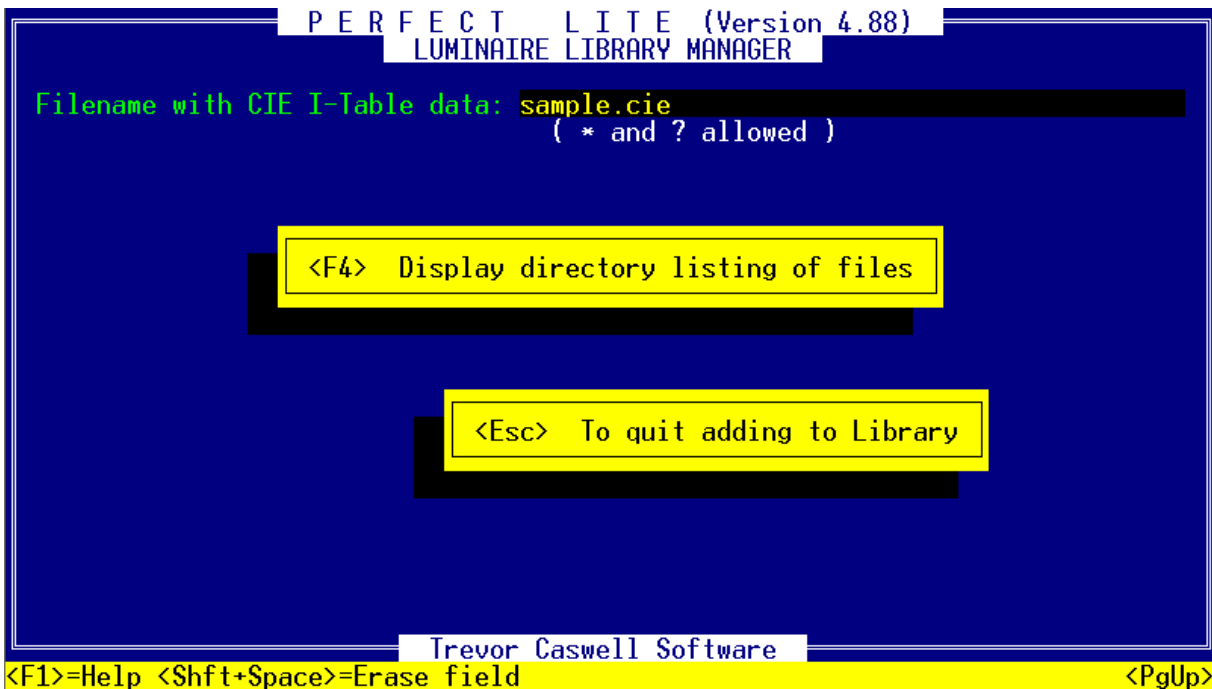 P E R F E C T   L I T E (Version 4.88)
LUMINAIRE LIBRARY MANAGER
Filename with CIE I-Table data: sample.cie
( * and ? allowed )
<F4> Display directory listing of files
<Esc> To quit adding to Library
Trevor Caswell Software
<F1>=Help <Shft+Space>=Erase field <PgUp>